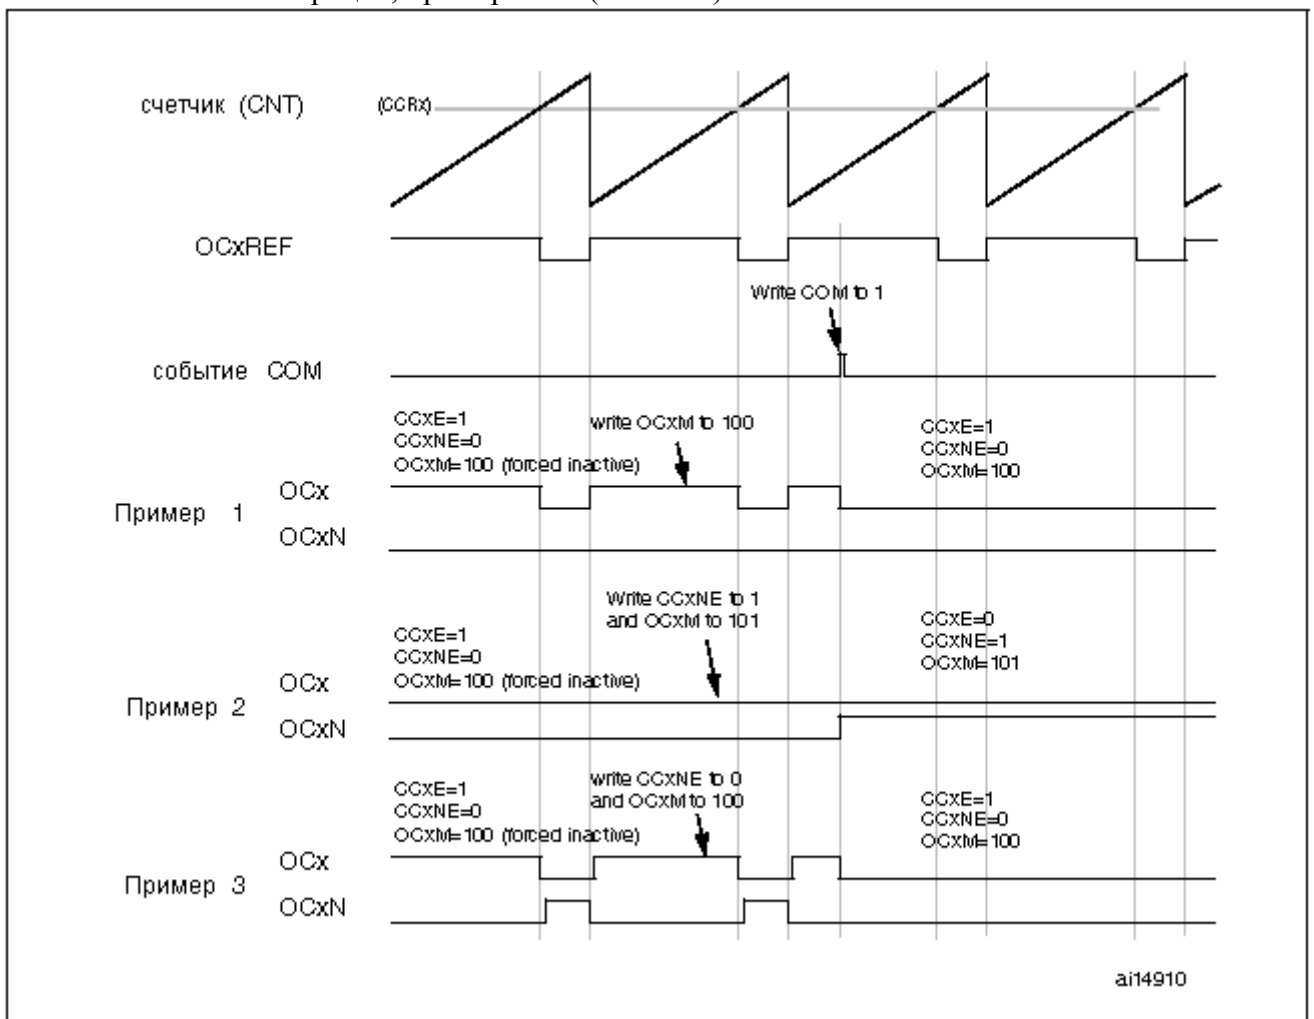 счетчик (CNT) (CCRx)
OCxREF
Write COM to 1
событие COM
CCxE=1
CCxNE=0
OCxM=100 (forced inactive)
write OCxM to 100
CCxE=1
CCxNE=0
OCxM=100
Пример 1
OCx
OCxN
Write CCxNE to 1
and OCxM to 101
CCxE=1
CCxNE=0
OCxM=100 (forced inactive)
CCxE=0
CCxNE=1
OCxM=101
Пример 2
OCx
OCxN
write CCxNE to 0
and OCxM to 100
CCxE=1
CCxNE=0
OCxM=100 (forced inactive)
CCxE=1
CCxNE=0
OCxM=100
Пример 3
OCx
OCxN
ai14910